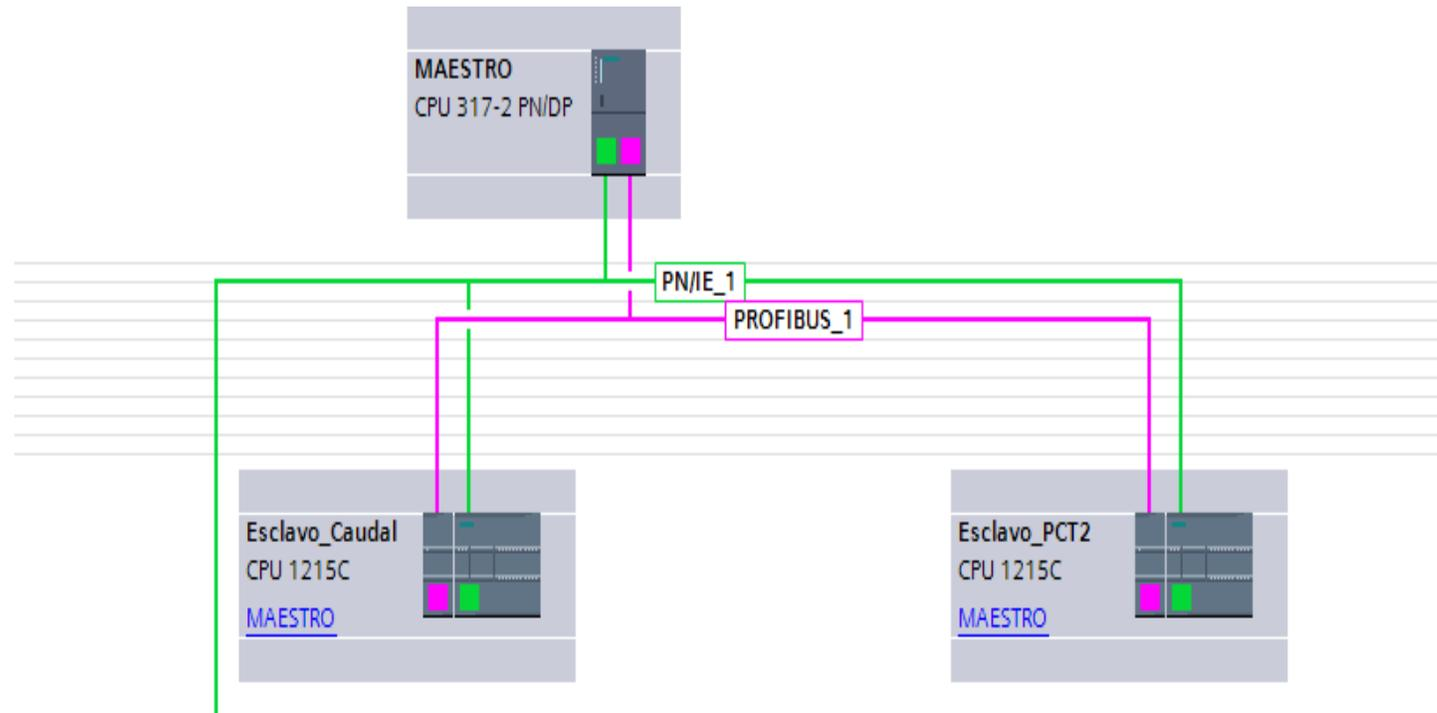 MAESTRO
CPU 317-2 PN/DP
PN/IE_1
PROFIBUS_1
Esclavo_Caudal
CPU 1215C
MAESTRO
Esclavo_PCT2
CPU 1215C
MAESTRO